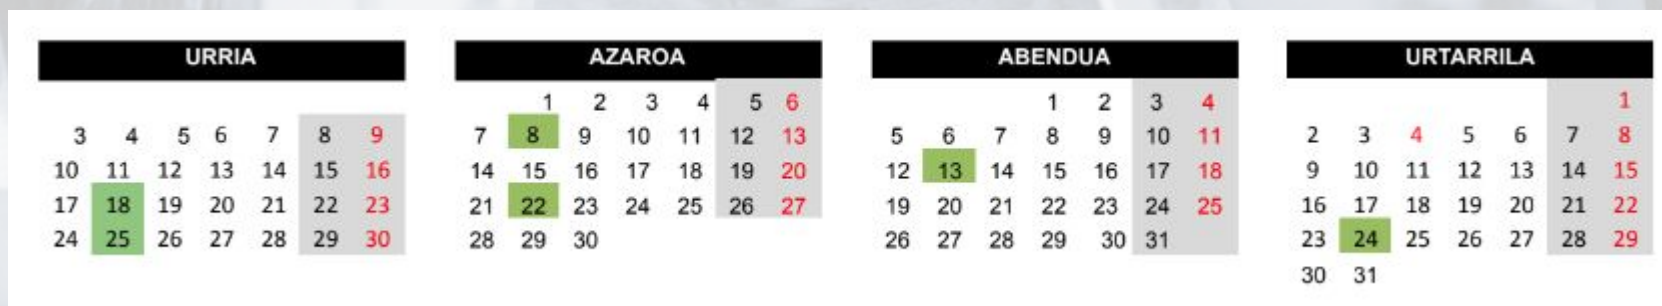 URRIA
3 4 5 6 7 8 9
10 11 12 13 14 15 16
17 18 19 20 21 22 23
24 25 26 27 28 29 30
AZAROA
1 2 3 4 5 6
7 8 9 10 11 12 13
14 15 16 17 18 19 20
21 22 23 24 25 26 27
28 29 30
ABENDUA
1 2 3 4
5 6 7 8 9 10 11
12 13 14 15 16 17 18
19 20 21 22 23 24 25
26 27 28 29 30 31
URTARRILA
1
2 3 4 5 6 7 8
9 10 11 12 13 14 15
16 17 18 19 20 21 22
23 24 25 26 27 28 29
30 31